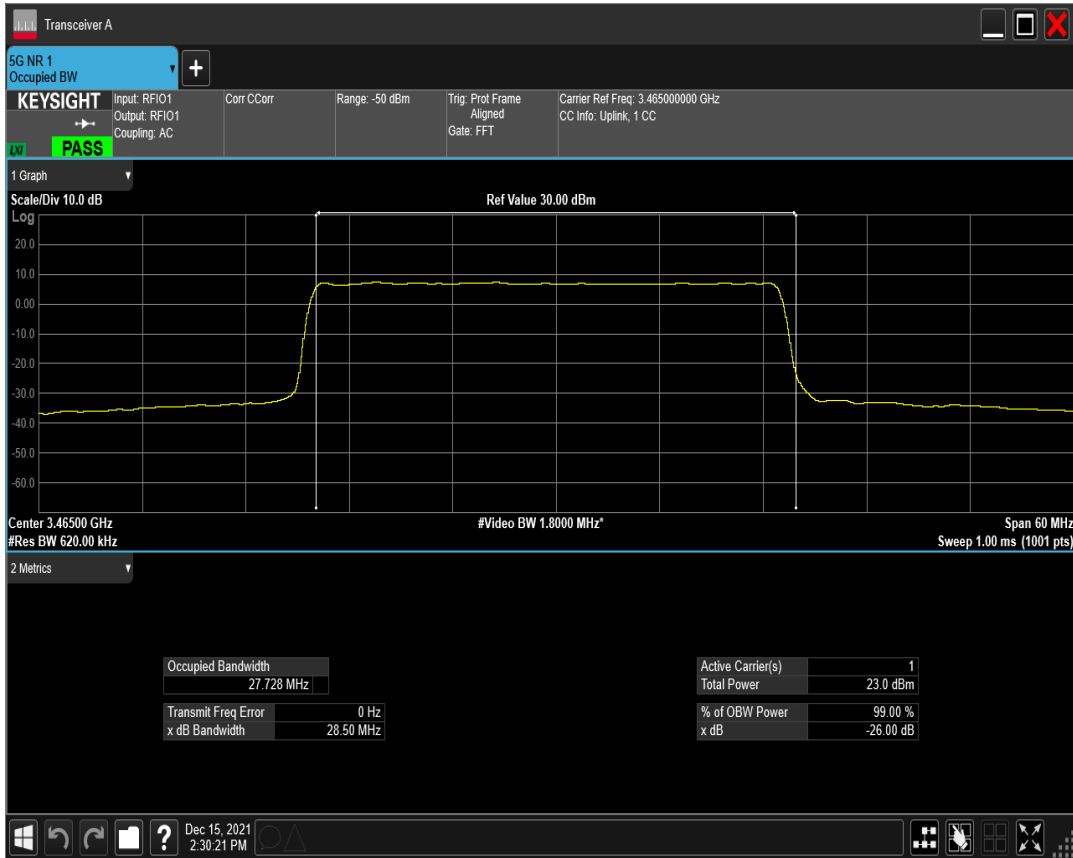 Transceiver A
5G NR 1
Occupied BW
KEYSIGHT
LXI
PASS
Input: RFIO1
Output: RFIO1
Coupling: AC
Corr CCorr
Range: -50 dBm
Trig: Prot Frame
Aligned
Gate: FFT
Carrier Ref Freq: 3.465000000 GHz
CC Info: Uplink, 1 CC
1 Graph
Scale/Div 10.0 dB
Ref Value 30.00 dBm
Log
20.0
10.0
0.00
-10.0
-20.0
-30.0
-40.0
-50.0
-60.0
Center 3.46500 GHz
#Video BW 1.8000 MHz*
Span 60 MHz
#Res BW 620.00 kHz
Sweep 1.00 ms (1001 pts)
2 Metrics
Occupied Bandwidth
27.728 MHz
Transmit Freq Error 0 Hz
x dB Bandwidth 28.50 MHz
Active Carrier(s) 1
Total Power 23.0 dBm
% of OBW Power 99.00 %
x dB -26.00 dB
Dec 15, 2021
2:30:21 PM